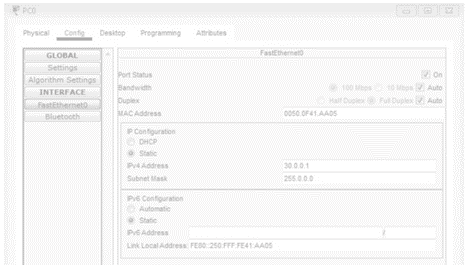 PC0
Physical Config Desktop Programming Attributes
GLOBAL
Settings
Algorithm Settings
INTERFACE
FastEthernet0
Bluetooth
FastEthernet0
Port Status On
Bandwidth 100 Mbps 10 Mbps Auto
Duplex Half Duplex Full Duplex Auto
MAC Address 0050.0F41.AA05
IP Configuration
DHCP
Static
IPv4 Address 30.0.0.1
Subnet Mask 255.0.0.0
IPv6 Configuration
Automatic
Static
IPv6 Address /
Link Local Address: FE80::250:FFF:FE41:AA05